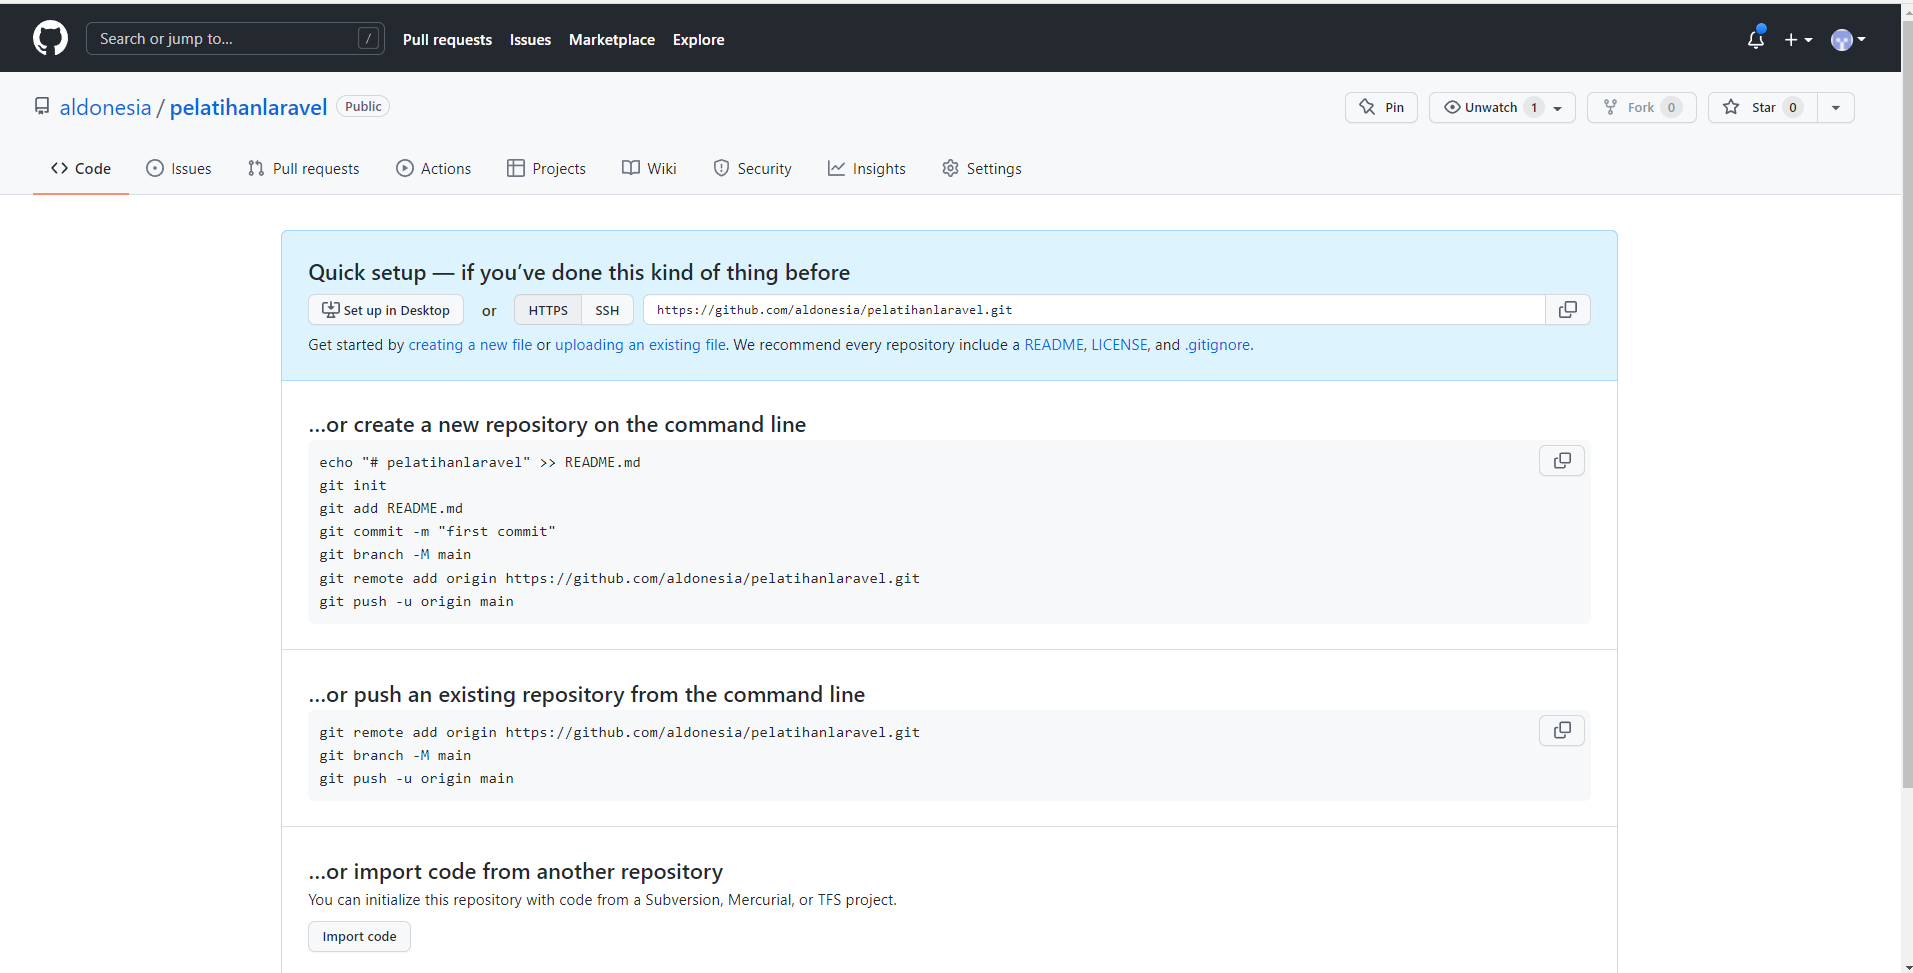 Search or jump to... / Pull requests Issues Marketplace Explore
aldonesia / pelatihanlaravel Public Pin Unwatch 1 Fork 0 Star 0
Code Issues Pull requests Actions Projects Wiki Security Insights Settings
Quick setup — if you’ve done this kind of thing before
Set up in Desktop or HTTPS SSH https://github.com/aldonesia/pelatihanlaravel.git
Get started by creating a new file or uploading an existing file. We recommend every repository include a README, LICENSE, and .gitignore.
…or create a new repository on the command line
echo "# pelatihanlaravel" >> README.md
git init
git add README.md
git commit -m "first commit"
git branch -M main
git remote add origin https://github.com/aldonesia/pelatihanlaravel.git
git push -u origin main
…or push an existing repository from the command line
git remote add origin https://github.com/aldonesia/pelatihanlaravel.git
git branch -M main
git push -u origin main
…or import code from another repository
You can initialize this repository with code from a Subversion, Mercurial, or TFS project.
Import code